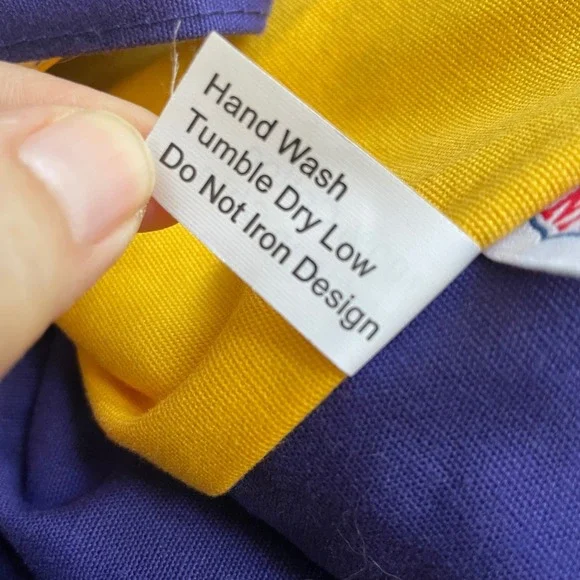 Hand Wash
Tumble Dry Low
Do Not Iron Design